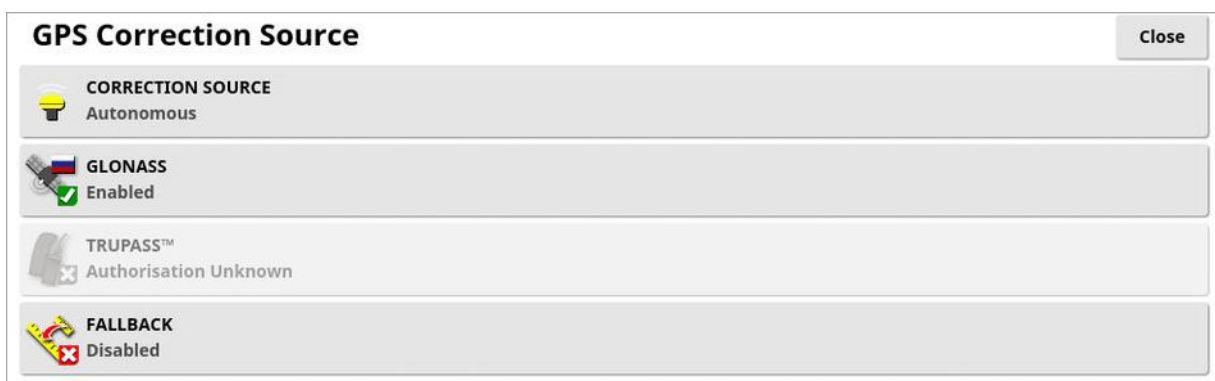 GPS Correction Source
Close
CORRECTION SOURCE
Autonomous
GLONASS
Enabled
TRUPASS™
Authorisation Unknown
FALLBACK
Disabled